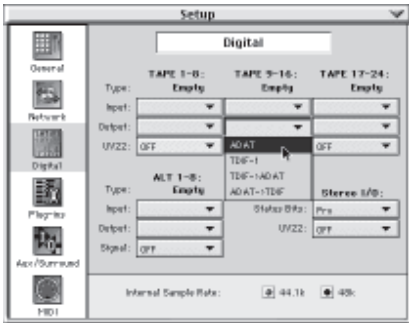 Setup
Digital
General
Network
Digital
Plug-ins
Aux/Surround
MIDI
TAPE 1-8: TAPE 9-16: TAPE 17-24:
Type: Empty Empty Empty
Input:
Output:
UV22: OFF OFF
ADAT
TDIF-1
TDIF->ADAT
ADAT->TDIF
ALT 1-8:
Type: Empty
Stereo I/O:
Input:
Status Bits: Pro
Output:
UV22: OFF
Signal: OFF
Internal Sample Rate: 44.1k 48k